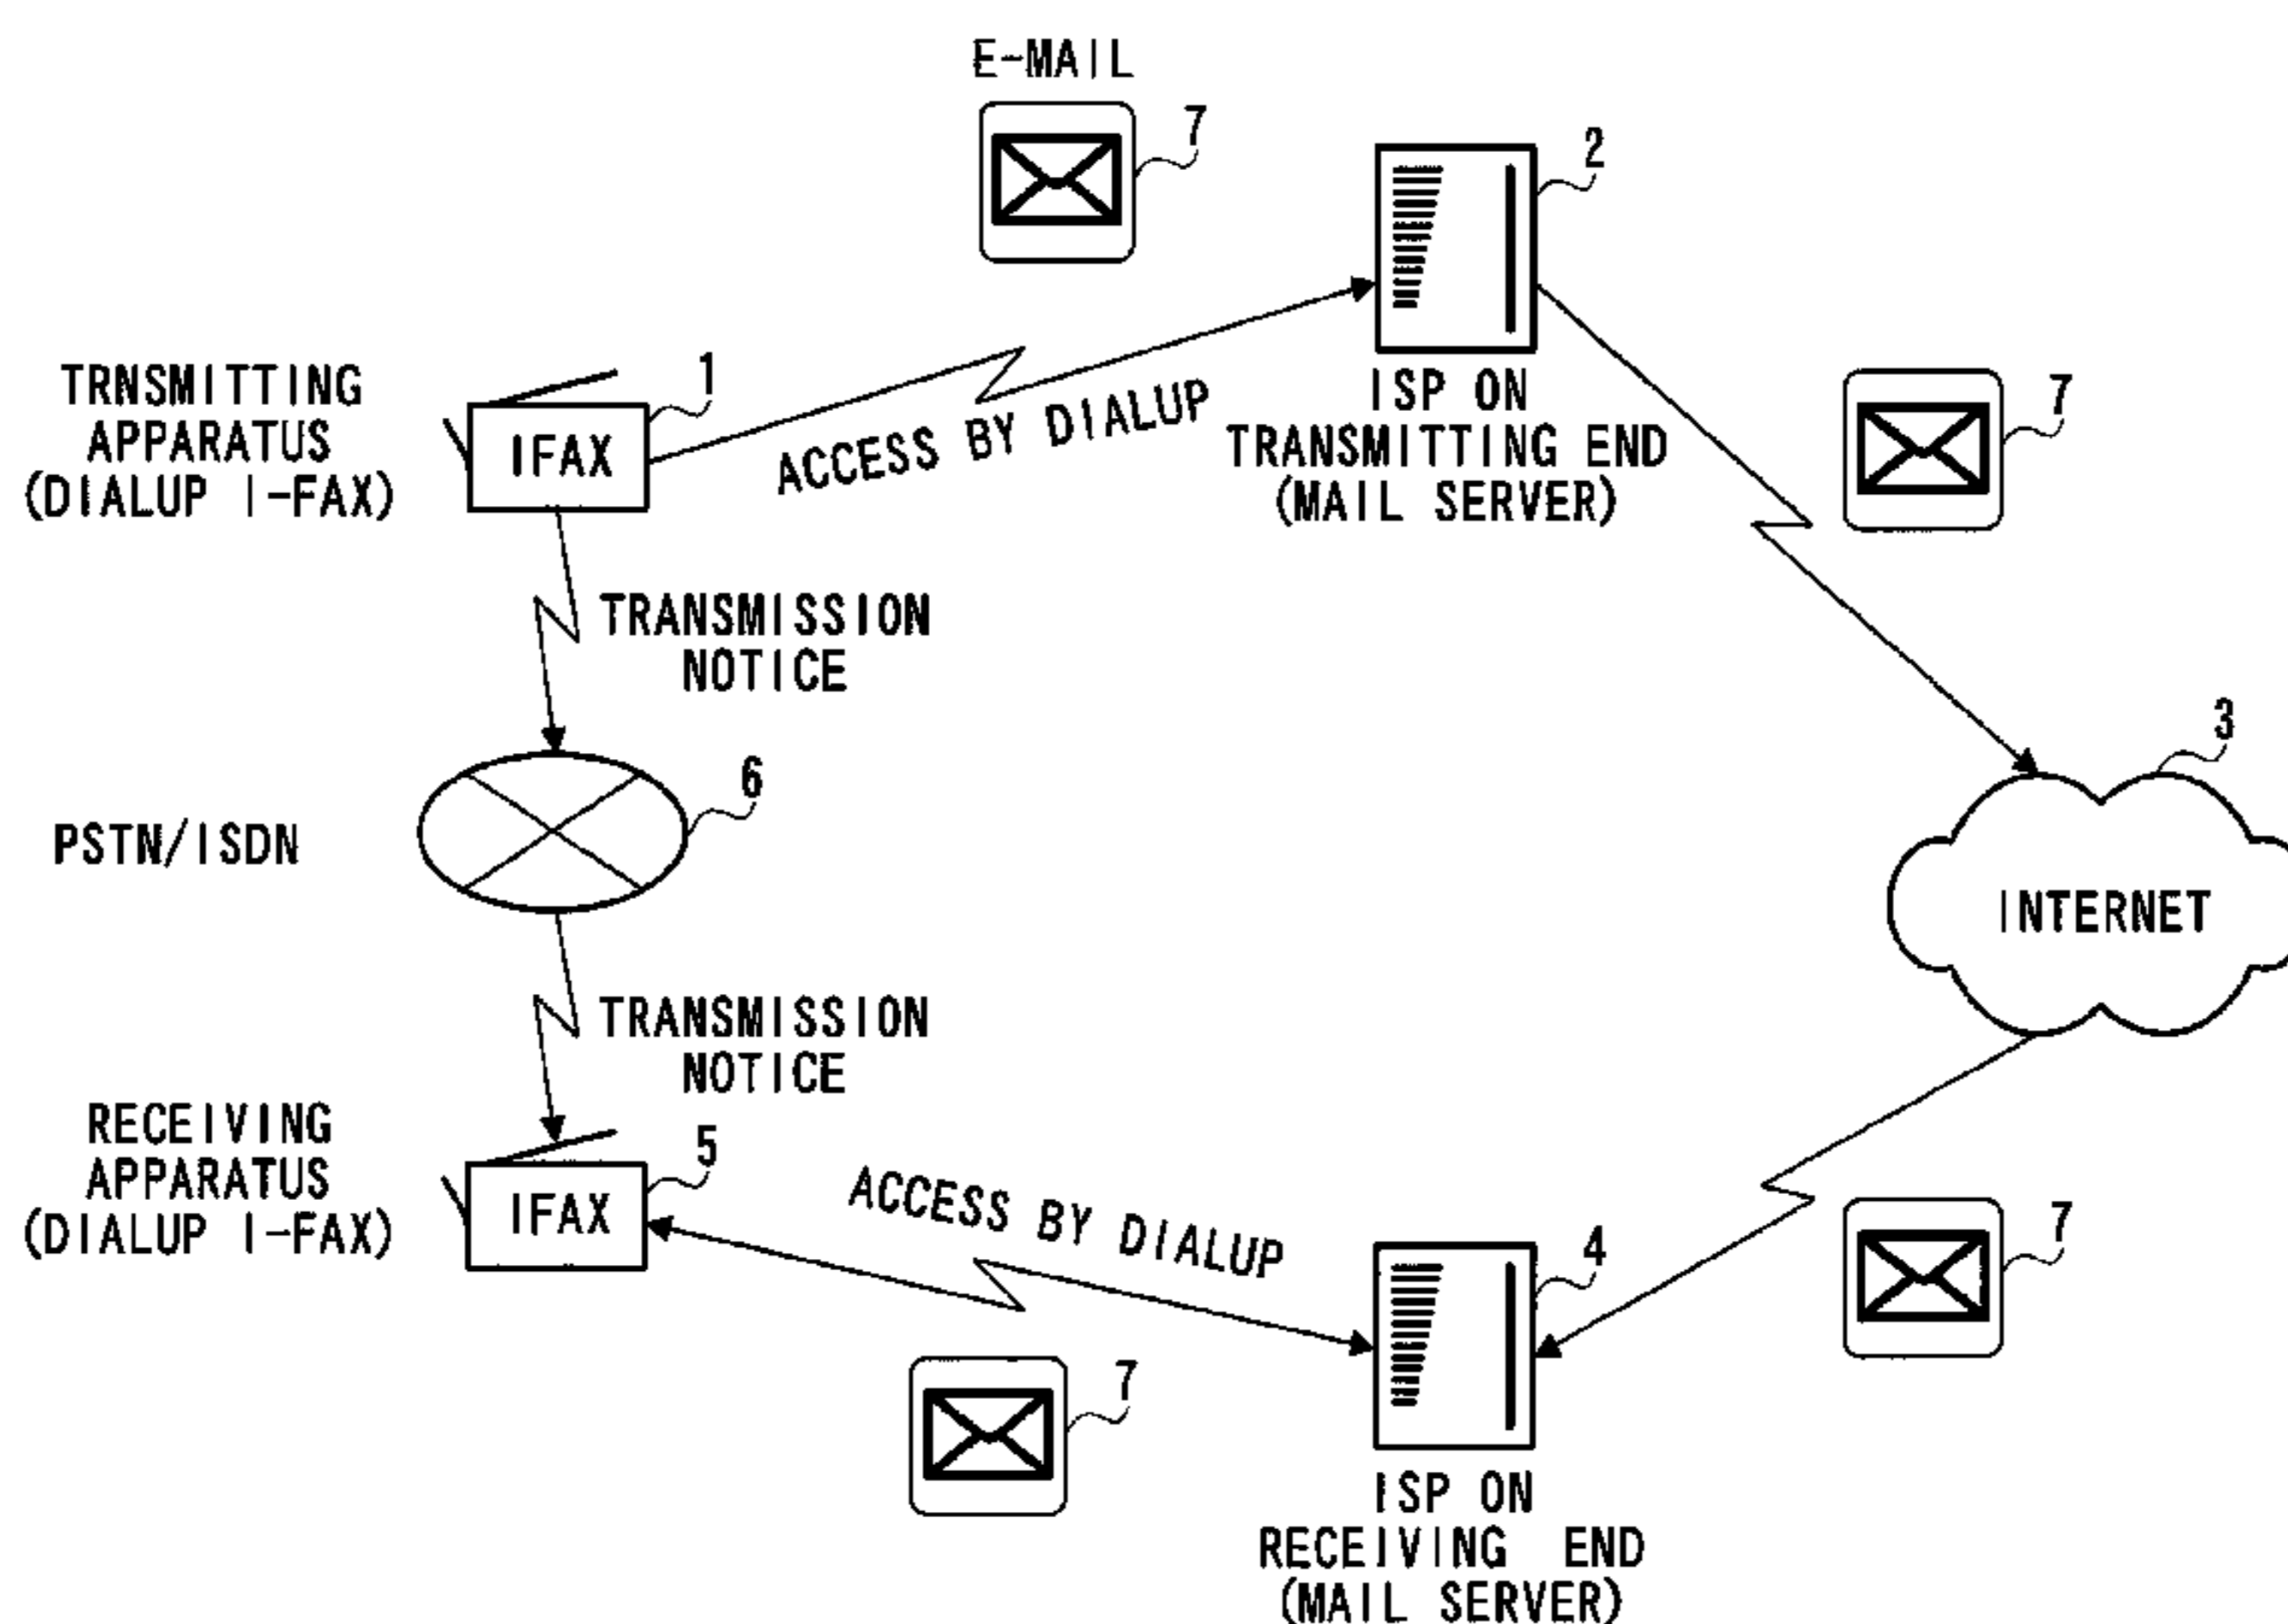 E-MAIL
7
2
1
TRNSMITTING
APPARATUS
(DIALUP I-FAX)
IFAX
ACCESS BY DIALUP
ISP ON
TRANSMITTING END
(MAIL SERVER)
7
TRANSMISSION
NOTICE
6
3
PSTN/ISDN
INTERNET
TRANSMISSION
NOTICE
RECEIVING
APPARATUS
(DIALUP I-FAX)
5
IFAX
ACCESS BY DIALUP
4
7
7
ISP ON
RECEIVING END
(MAIL SERVER)